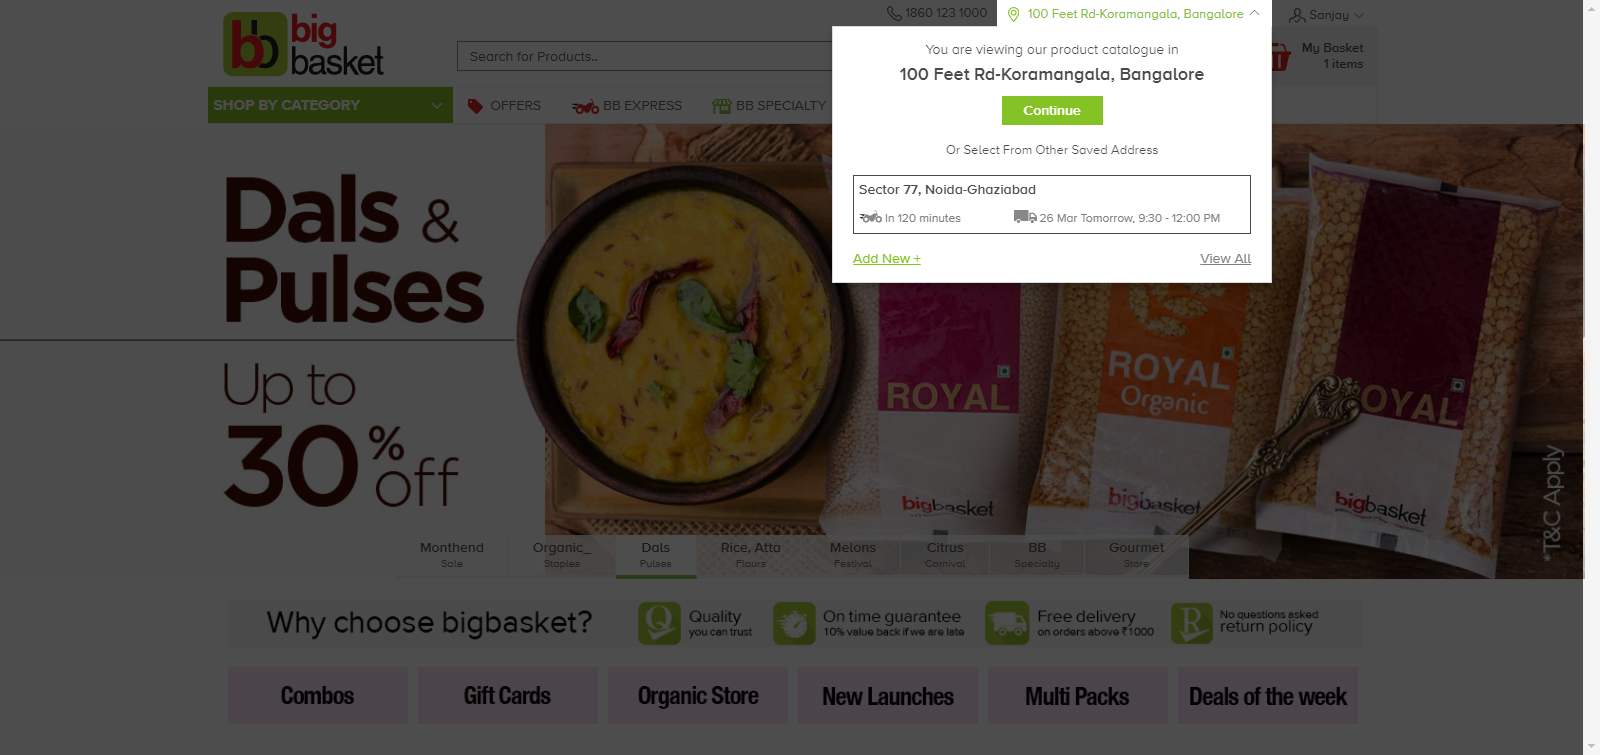 1860 123 1000
100 Feet Rd-Koramangala, Bangalore
Sanjay
bb big
basket
Search for Products..
My Basket
1 items
You are viewing our product catalogue in
100 Feet Rd-Koramangala, Bangalore
Continue
Or Select From Other Saved Address
Sector 77, Noida-Ghaziabad
In 120 minutes
26 Mar Tomorrow, 9:30 - 12:00 PM
Add New +
View All
SHOP BY CATEGORY
OFFERS
BB EXPRESS
BB SPECIALTY
Dals &
Pulses
Up to
30% off
ROYAL
bigbasket
ROYAL
Organic
bigbasket
ROYAL
bigbasket
*T&C Apply
Monthend
Sale
Organic_
Staples
Dals
Pulses
Rice, Atta
Flours
Melons
Festival
Citrus
Carnival
BB
Specialty
Gourmet
Store
Why choose bigbasket?
Q
Quality
you can trust
On time guarantee
10% value back if we are late
Free delivery
on orders above ₹1000
R
No questions asked
return policy
Combos
Gift Cards
Organic Store
New Launches
Multi Packs
Deals of the week